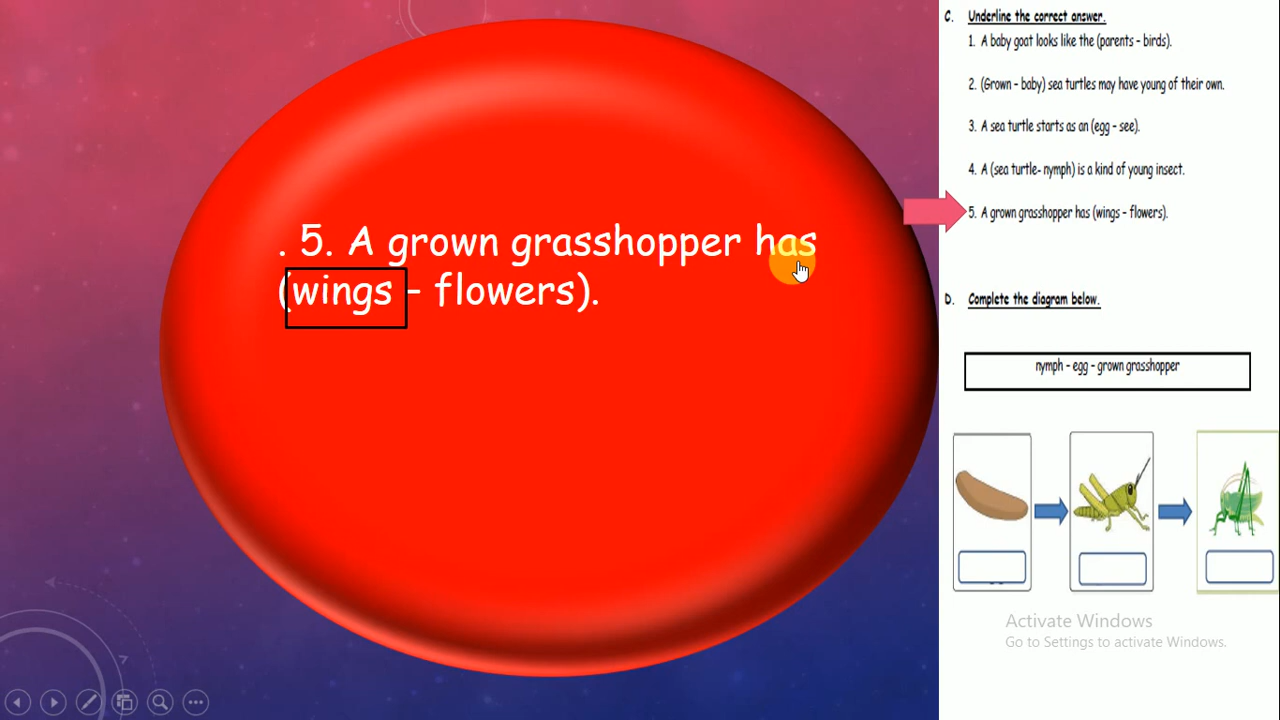 . 5. A grown grasshopper has
(wings - flowers).
C. Underline the correct answer.
1. A baby goat looks like the (parents - birds).
2. (Grown - baby) sea turtles may have young of their own.
3. A sea turtle starts as an (egg - see).
4. A (sea turtle- nymph) is a kind of young insect.
5. A grown grasshopper has (wings - flowers).
D. Complete the diagram below.
nymph - egg - grown grasshopper
Activate Windows
Go to Settings to activate Windows.